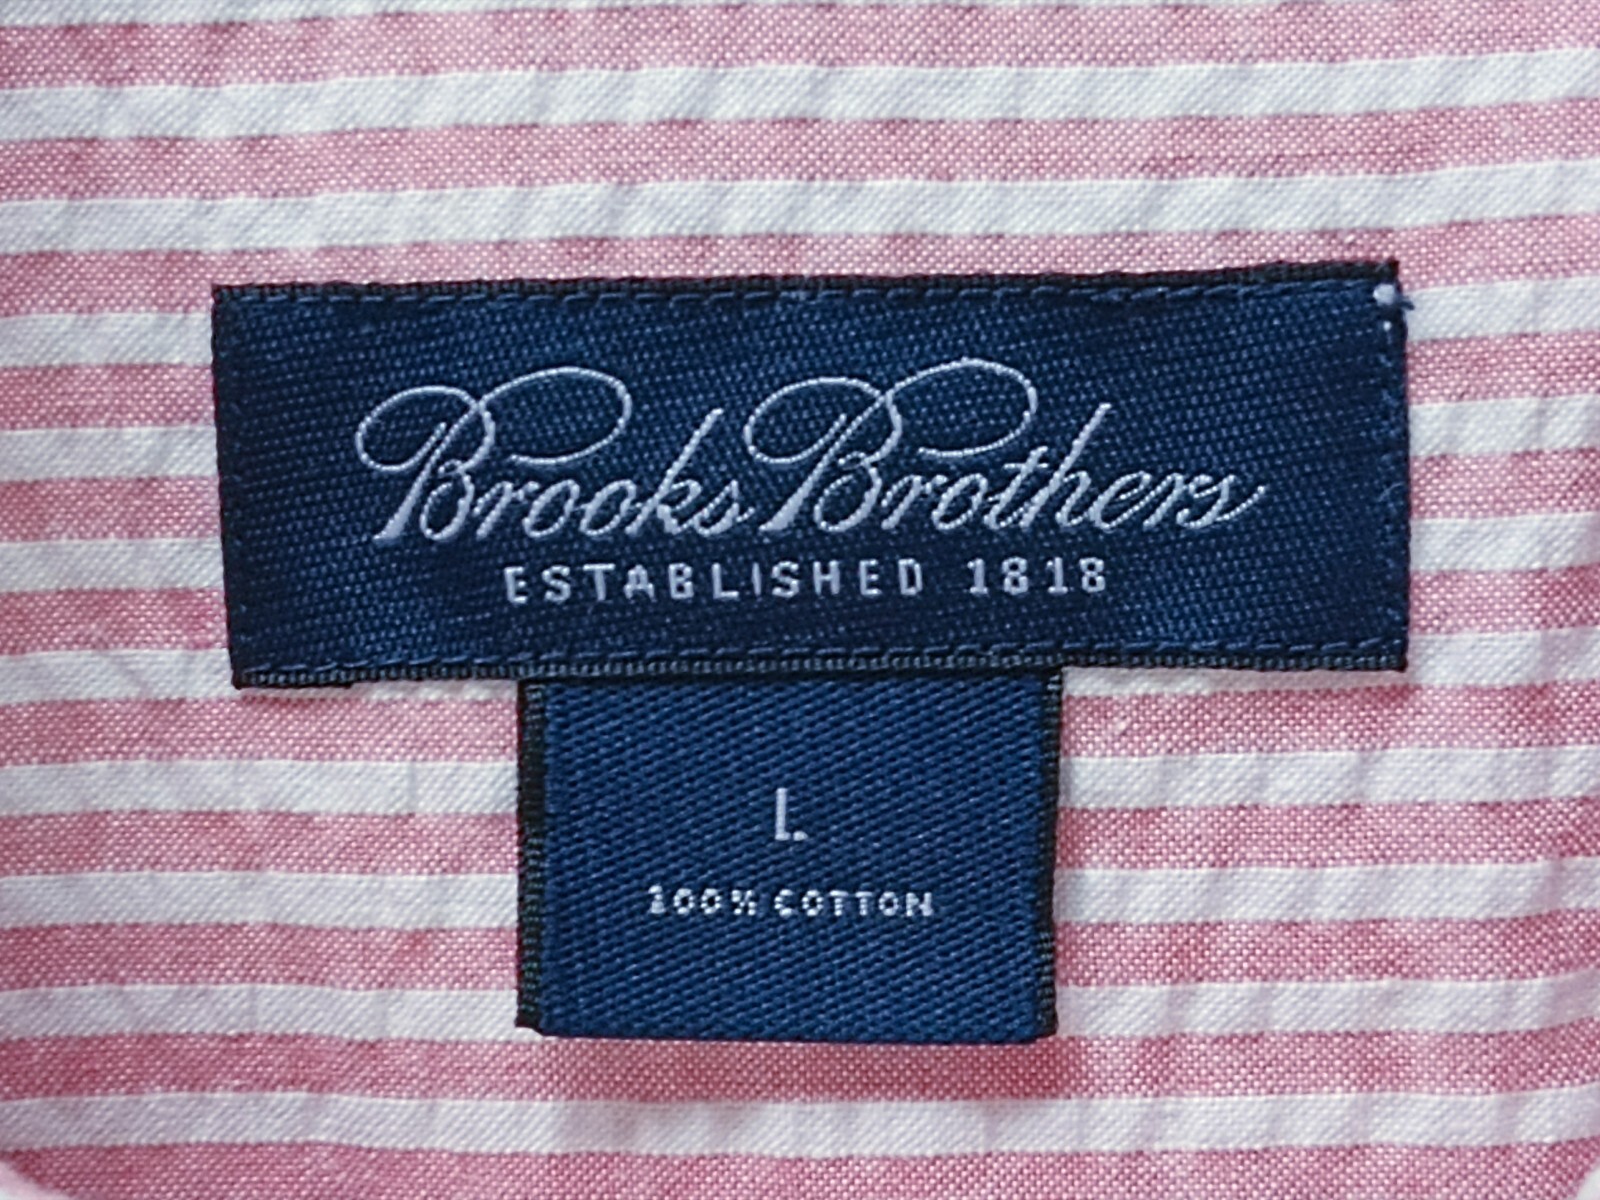 Brooks Brothers
ESTABLISHED 1818
L
100% COTTON